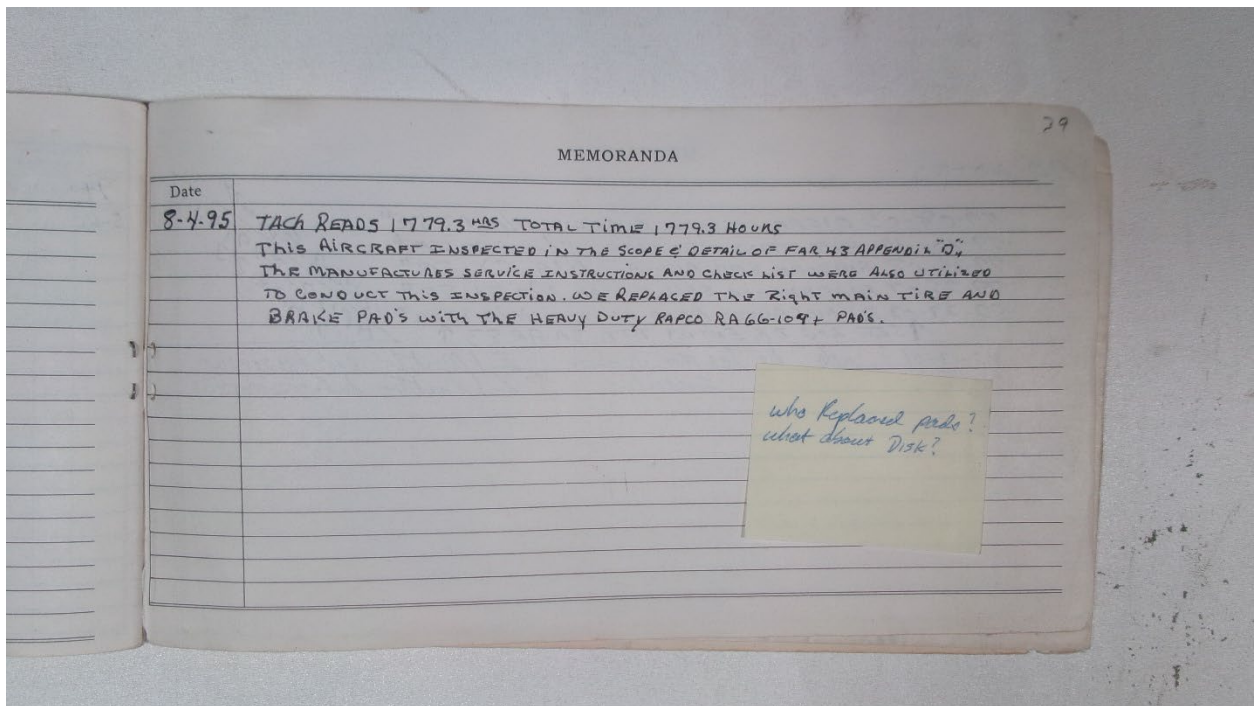 29
MEMORANDA
Date
8-4-95 TACH READS 1779.3 HRS TOTAL TIME 1779.3 HOURS
THIS AIRCRAFT INSPECTED IN THE SCOPE & DETAIL OF FAR 43 APPENDIX "D",
THE MANUFACTURES SERVICE INSTRUCTIONS AND CHECK LIST WERE ALSO UTILIZED
TO CONDUCT THIS INSPECTION. WE REPLACED THE RIGHT MAIN TIRE AND
BRAKE PAD'S WITH THE HEAVY DUTY RAPCO PAD'S.
who Replaced pads?
what about Disk?